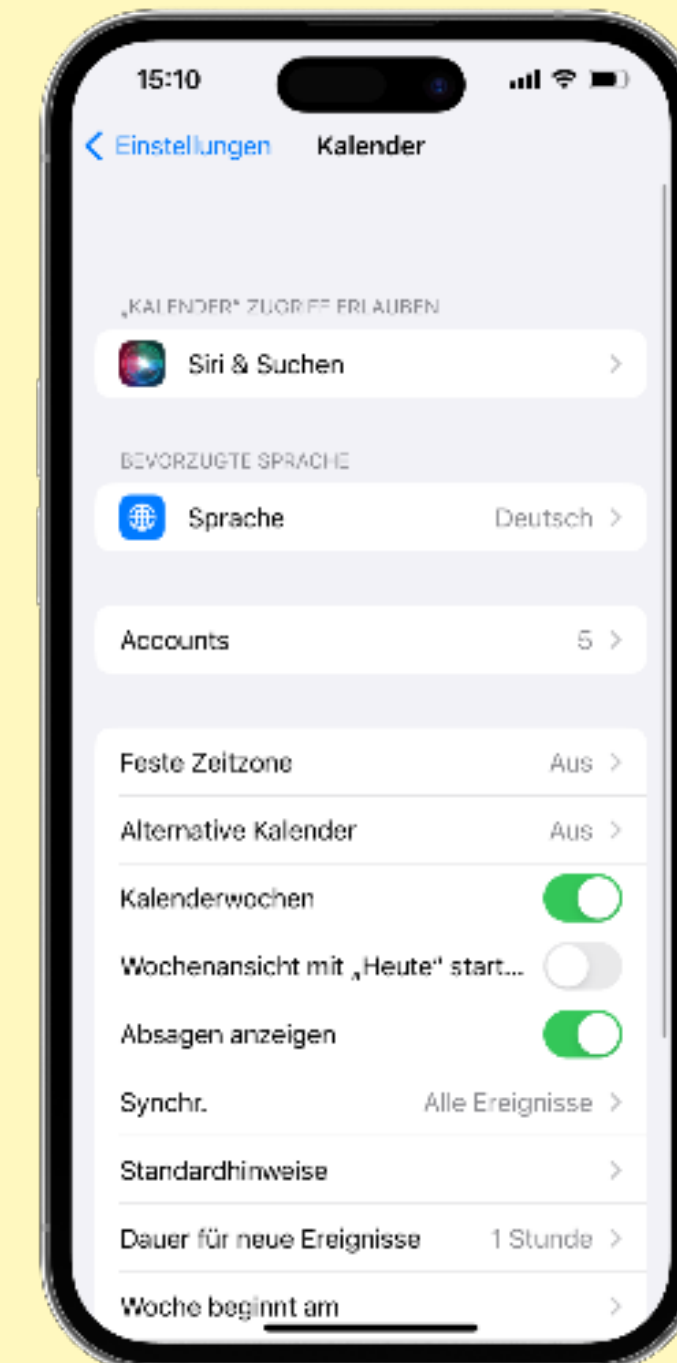 15:10
Einstellungen Kalender
„KALENDER“ ZUGRIFF ERLAUBEN
Siri & Suchen
BEVORZUGTE SPRACHE
Sprache Deutsch
Accounts 5
Feste Zeitzone Aus
Alternative Kalender Aus
Kalenderwochen
Wochenansicht mit „Heute“ start...
Absagen anzeigen
Synchr. Alle Ereignisse
Standardhinweise
Dauer für neue Ereignisse 1 Stunde
Woche beginnt am